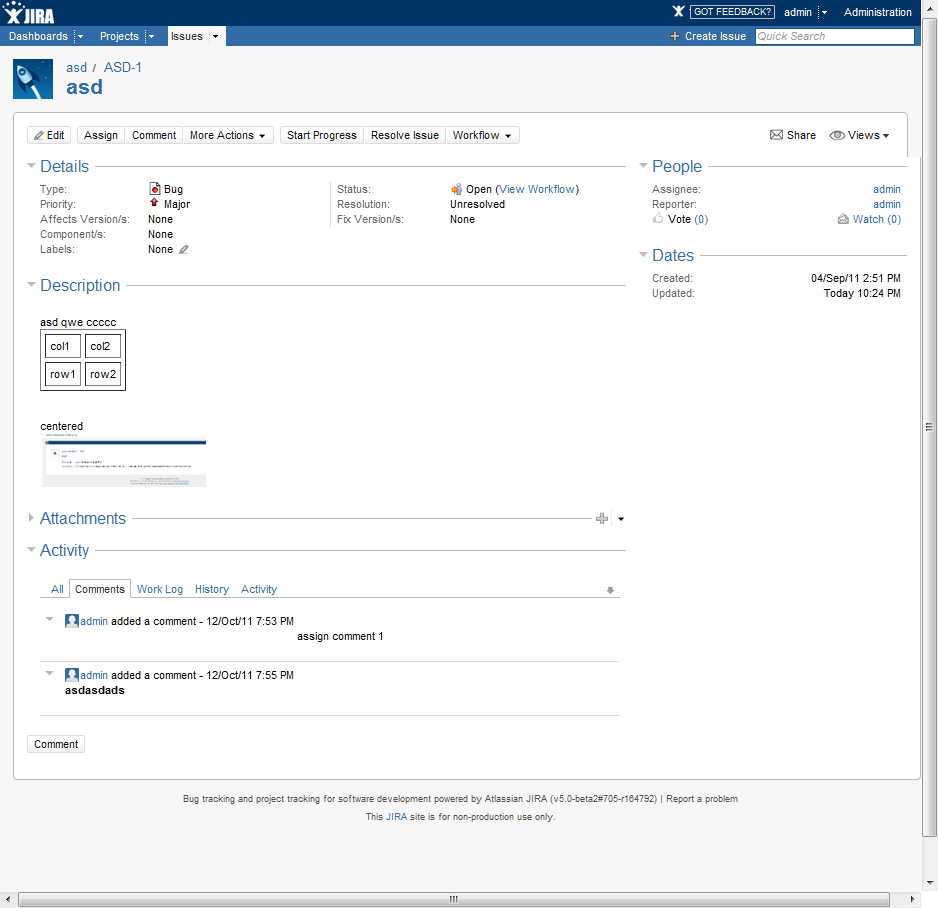 JIRA
GOT FEEDBACK? admin Administration
Dashboards Projects Issues + Create Issue Quick Search
asd / ASD-1
asd
Edit Assign Comment More Actions Start Progress Resolve Issue Workflow Share Views
Details
Type: Bug Status: Open (View Workflow)
Priority: Major Resolution: Unresolved
Affects Version/s: None Fix Version/s: None
Component/s: None
Labels: None
People
Assignee: admin
Reporter: admin
Vote (0) Watch (0)
Dates
Created: 04/Sep/11 2:51 PM
Updated: Today 10:24 PM
Description
asd qwe ccccc
col1 col2
row1 row2
centered
Attachments
Activity
All Comments Work Log History Activity
admin added a comment - 12/Oct/11 7:53 PM
assign comment 1
admin added a comment - 12/Oct/11 7:55 PM
asdasdads
Comment
Bug tracking and project tracking for software development powered by Atlassian JIRA (v5.0-beta2#705-r164792) | Report a problem
This JIRA site is for non-production use only.